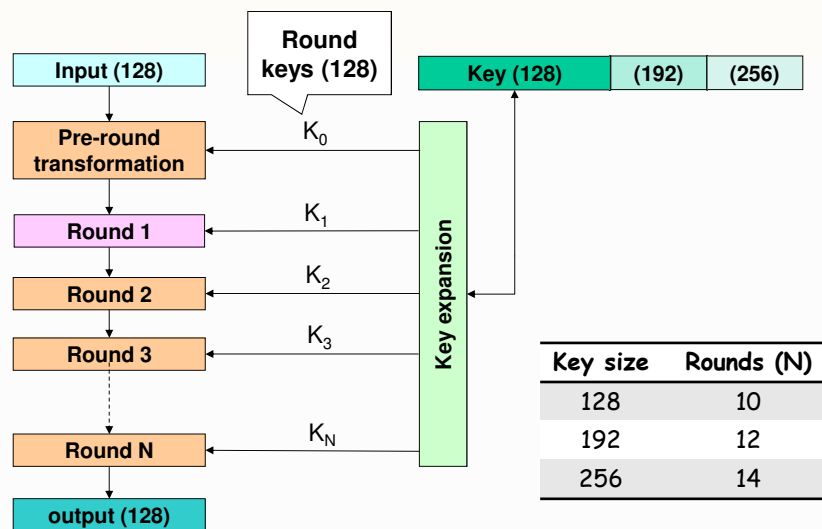 Round
keys (128)
Input (128)
Key (128)
(192)
(256)
Pre-round
transformation
K₀
Round 1
K₁
Round 2
K₂
Round 3
K₃
Key expansion
Round N
K_N
output (128)
Key size Rounds (N)
128 10
192 12
256 14